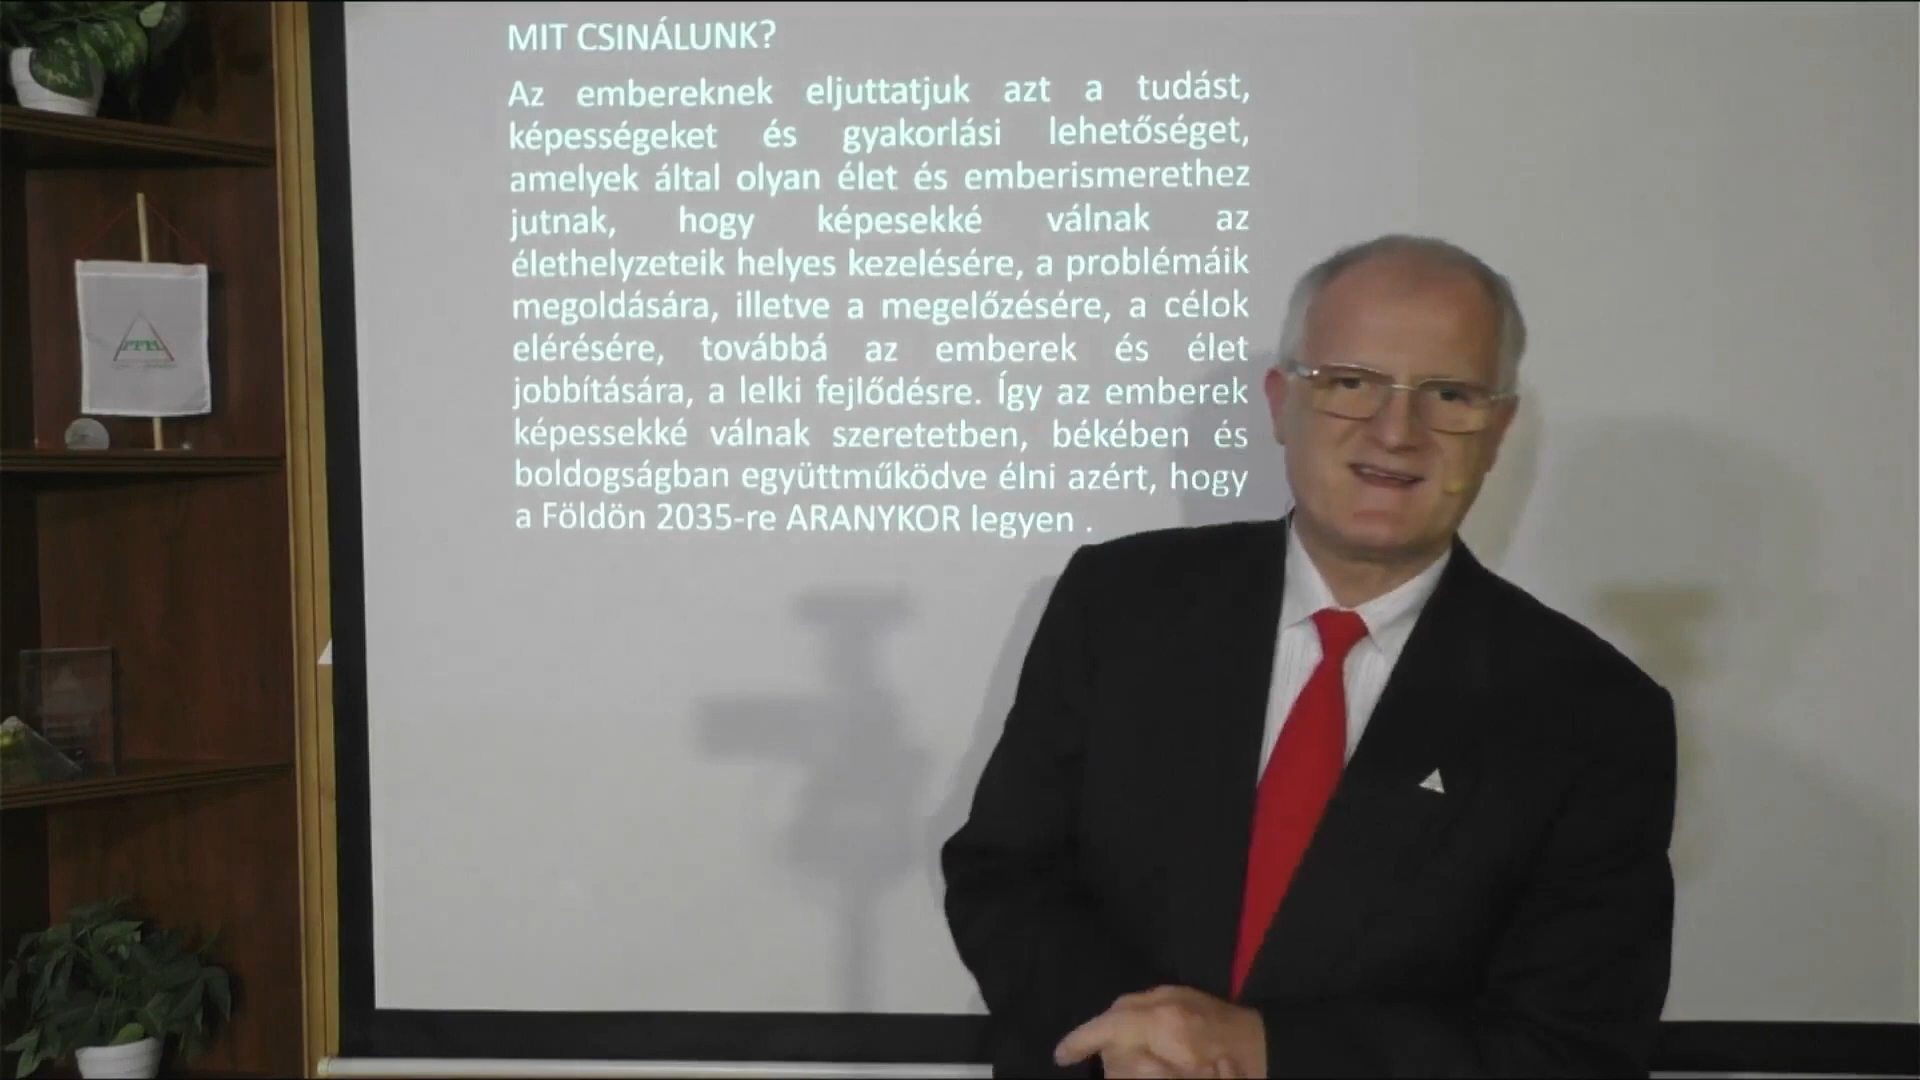 MIT CSINÁLUNK?
Az embereknek eljuttatjuk azt a tudást,
képességeket és gyakorlási lehetőséget,
amelyek által olyan élet és emberismerethez
jutnak, hogy képesekké válnak az
élethelyzeteik helyes kezelésére, a problémáik
megoldására, illetve a megelőzésére, a célok
elérésére, továbbá az emberek és élet
jobbítására, a lelki fejlődésre. Így az emberek
képessekké válnak szeretetben, békében és
boldogságban együttműködve élni azért, hogy
a Földön 2035-re ARANYKOR legyen .